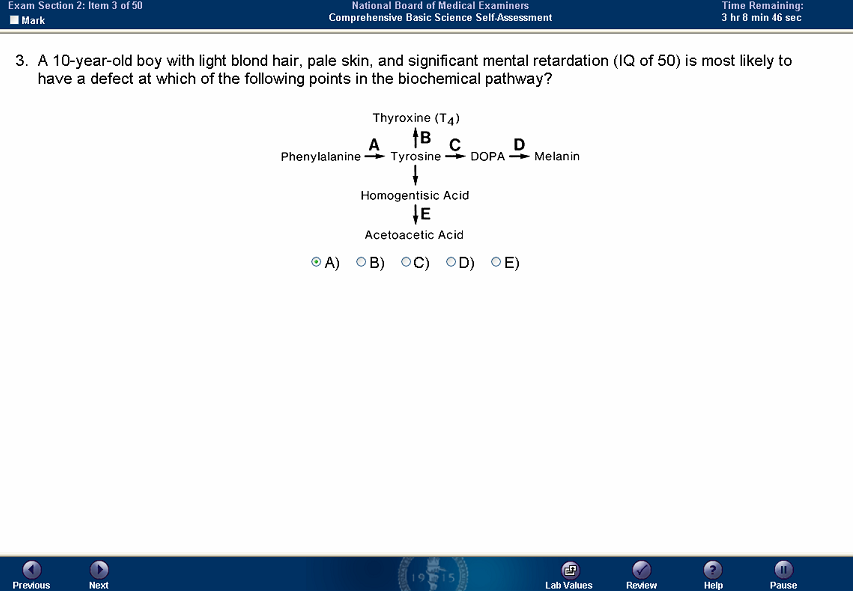 Exam Section 2: Item 3 of 50
National Board of Medical Examiners
Time Remaining:
Mark
Comprehensive Basic Science Self-Assessment
3 hr 8 min 46 sec
3. A 10-year-old boy with light blond hair, pale skin, and significant mental retardation (IQ of 50) is most likely to
have a defect at which of the following points in the biochemical pathway?
Thyroxine (T4)
A B C D
Phenylalanine Tyrosine DOPA Melanin
Homogentisic Acid
E
Acetoacetic Acid
A) B) C) D) E)
1915
Previous Next Lab Values Review Help Pause